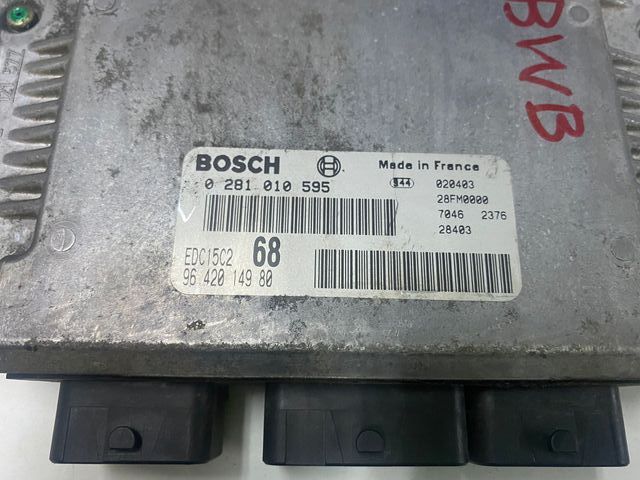 BWB
BOSCH Made in France
0 281 010 595 S44 020403
28FM0000
7046 2376
28403
EDC15C2 68
96 420 149 80